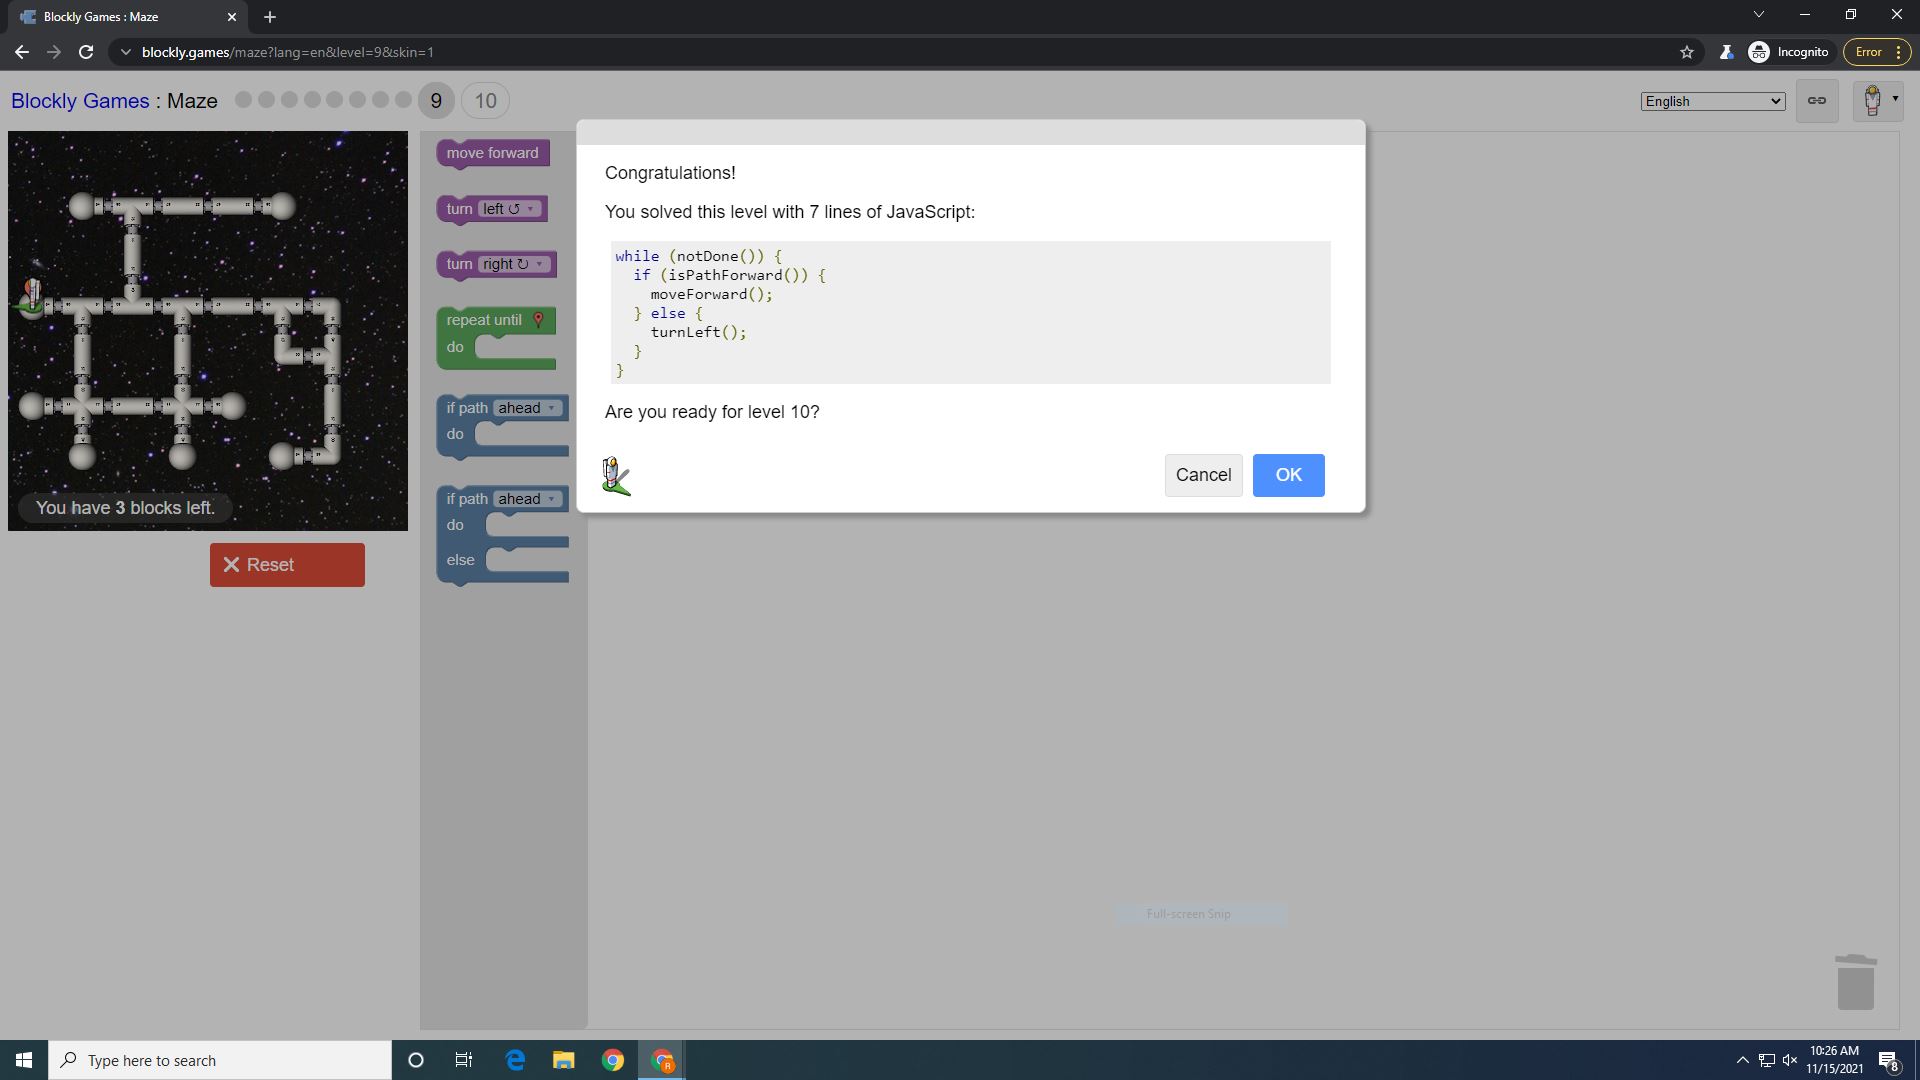 Blockly Games : Maze
blockly.games/maze?lang=en&level=9&skin=1
Incognito
Error
Blockly Games : Maze
9
10
English
move forward
turn left ↺
turn right ↻
repeat until
do
if path ahead
do
if path ahead
do
else
You have 3 blocks left.
Reset
Congratulations!
You solved this level with 7 lines of JavaScript:
while (notDone()) {
  if (isPathForward()) {
    moveForward();
  } else {
    turnLeft();
  }
}
Are you ready for level 10?
Cancel
OK
Full-screen Snip
Type here to search
R
10:26 AM
11/15/2021
8